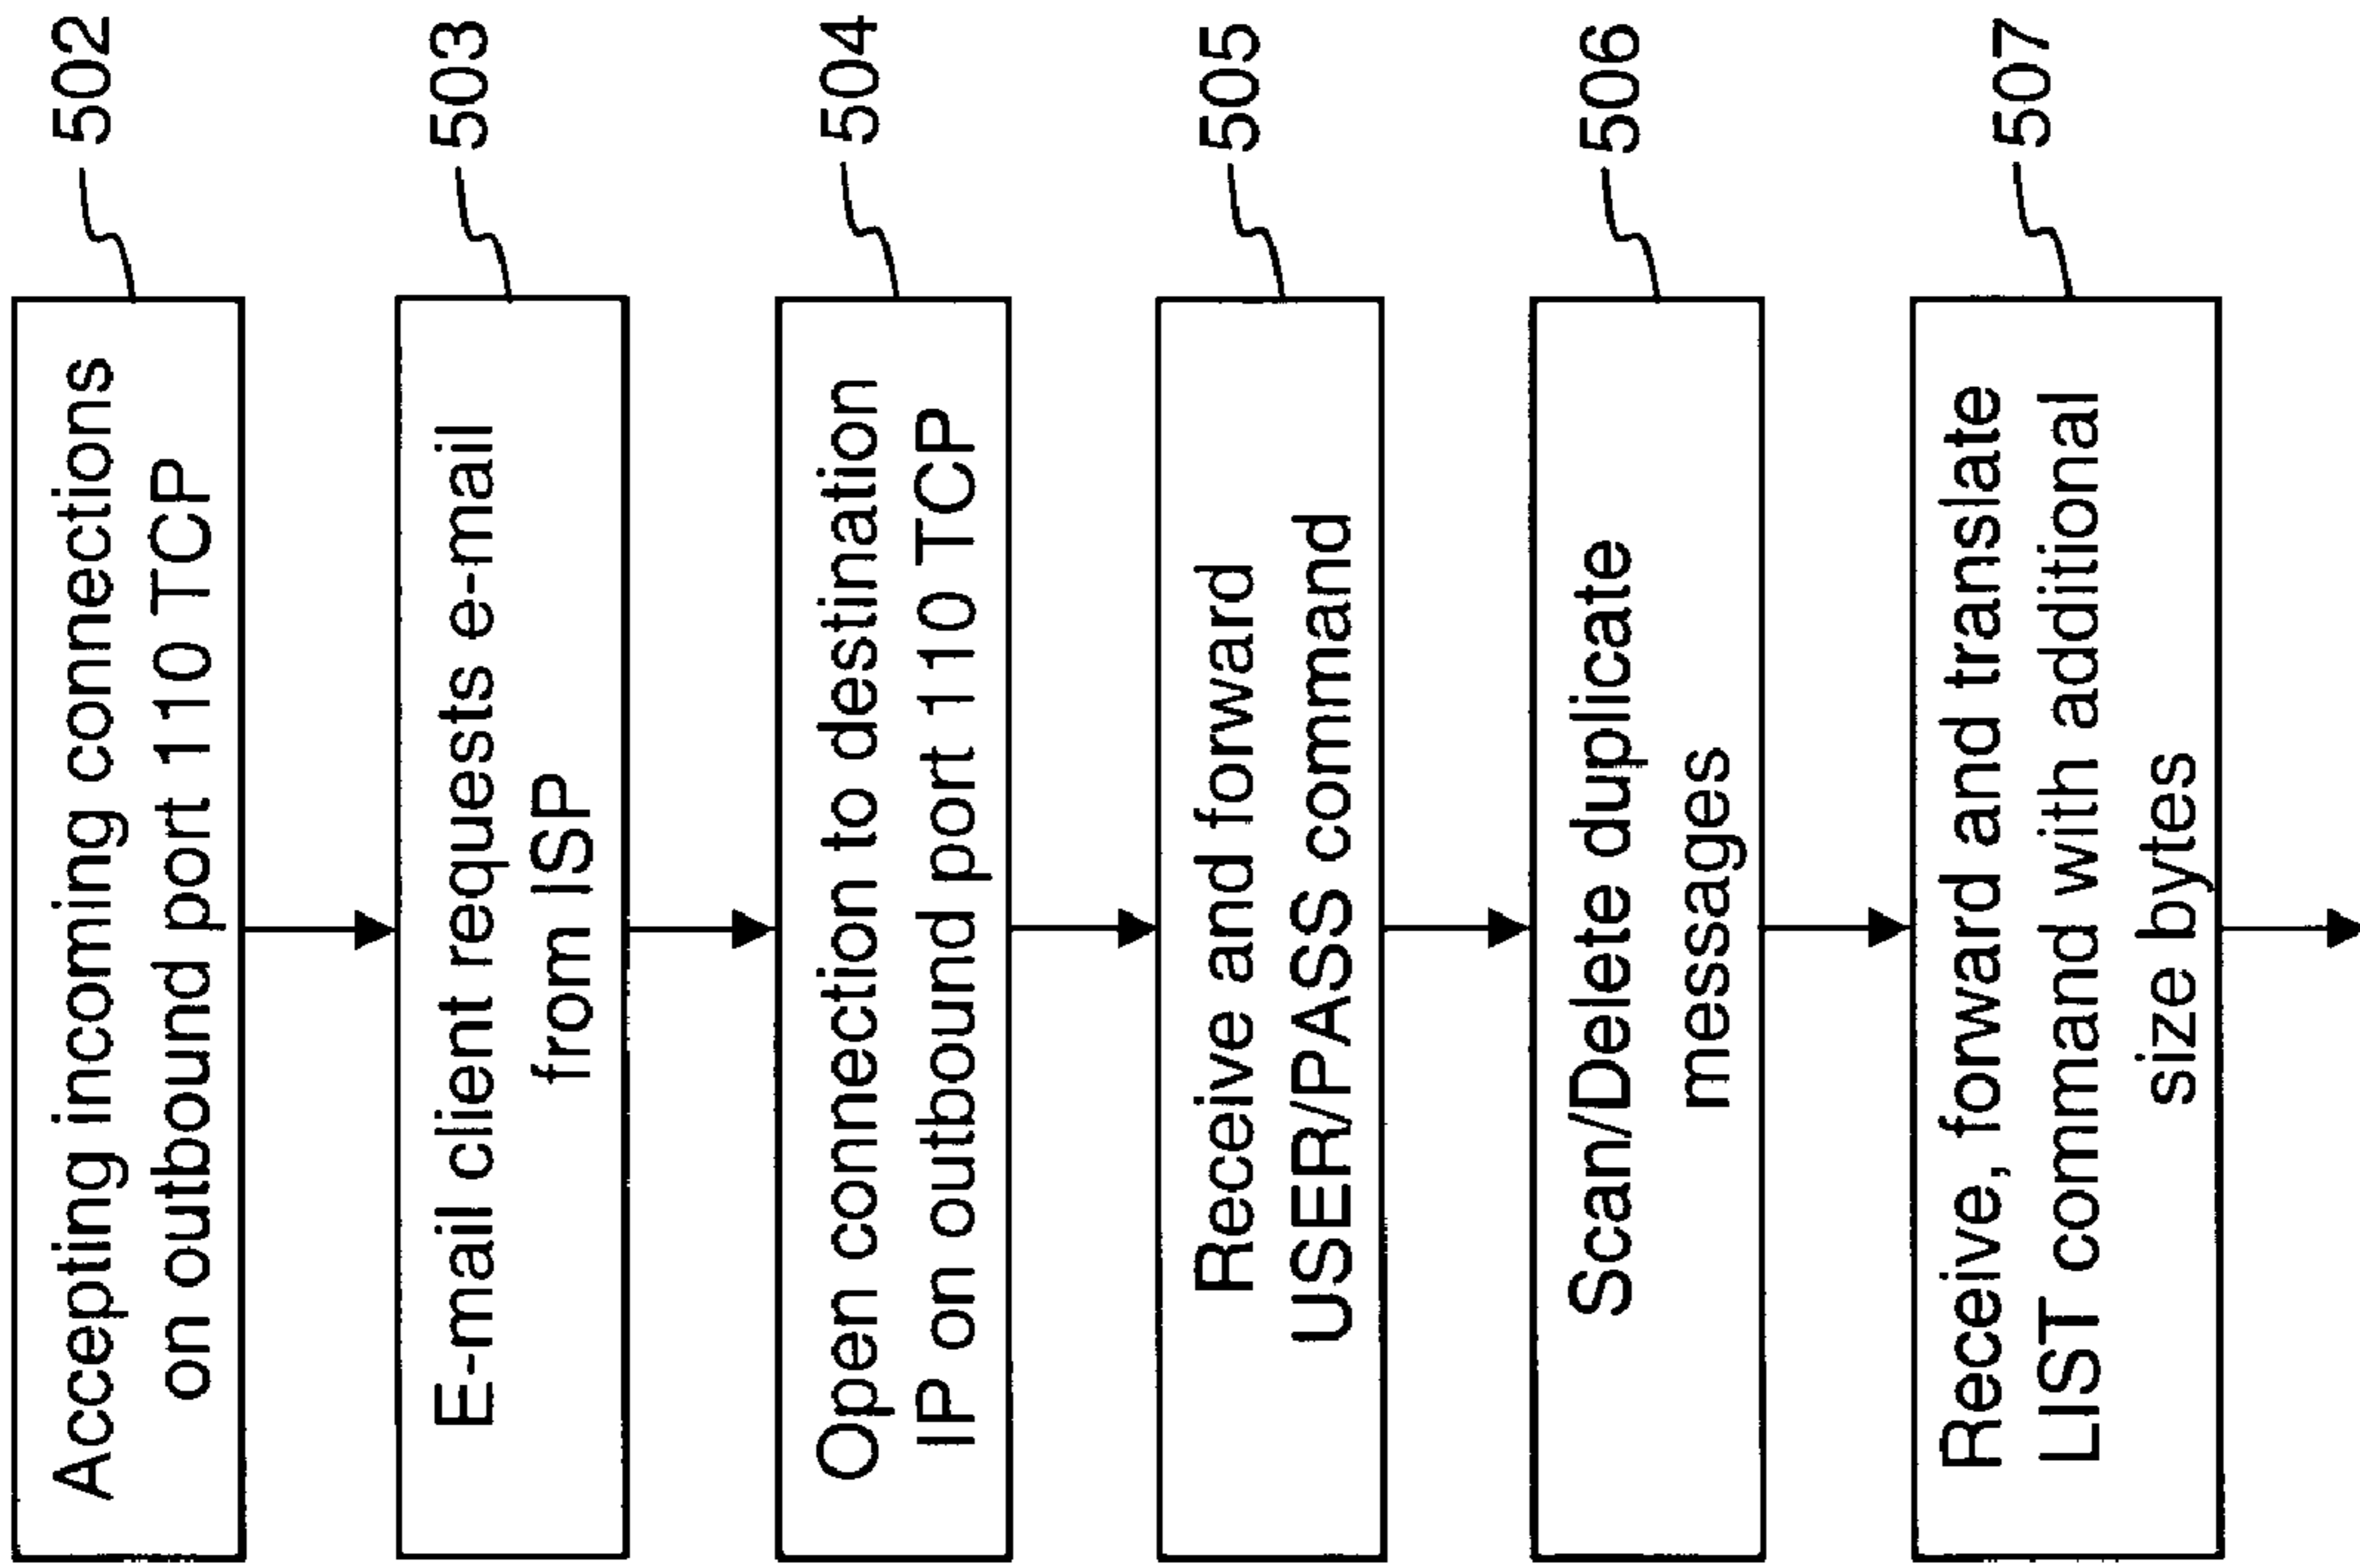 Accepting incoming connections
on outbound port 110 TCP
502
E-mail client requests e-mail
from ISP
503
Open connection to destination
IP on outbound port 110 TCP
504
Receive and forward
USER/PASS command
505
Scan/Delete duplicate
messages
506
Receive, forward and translate
LIST command with additional
size bytes
507